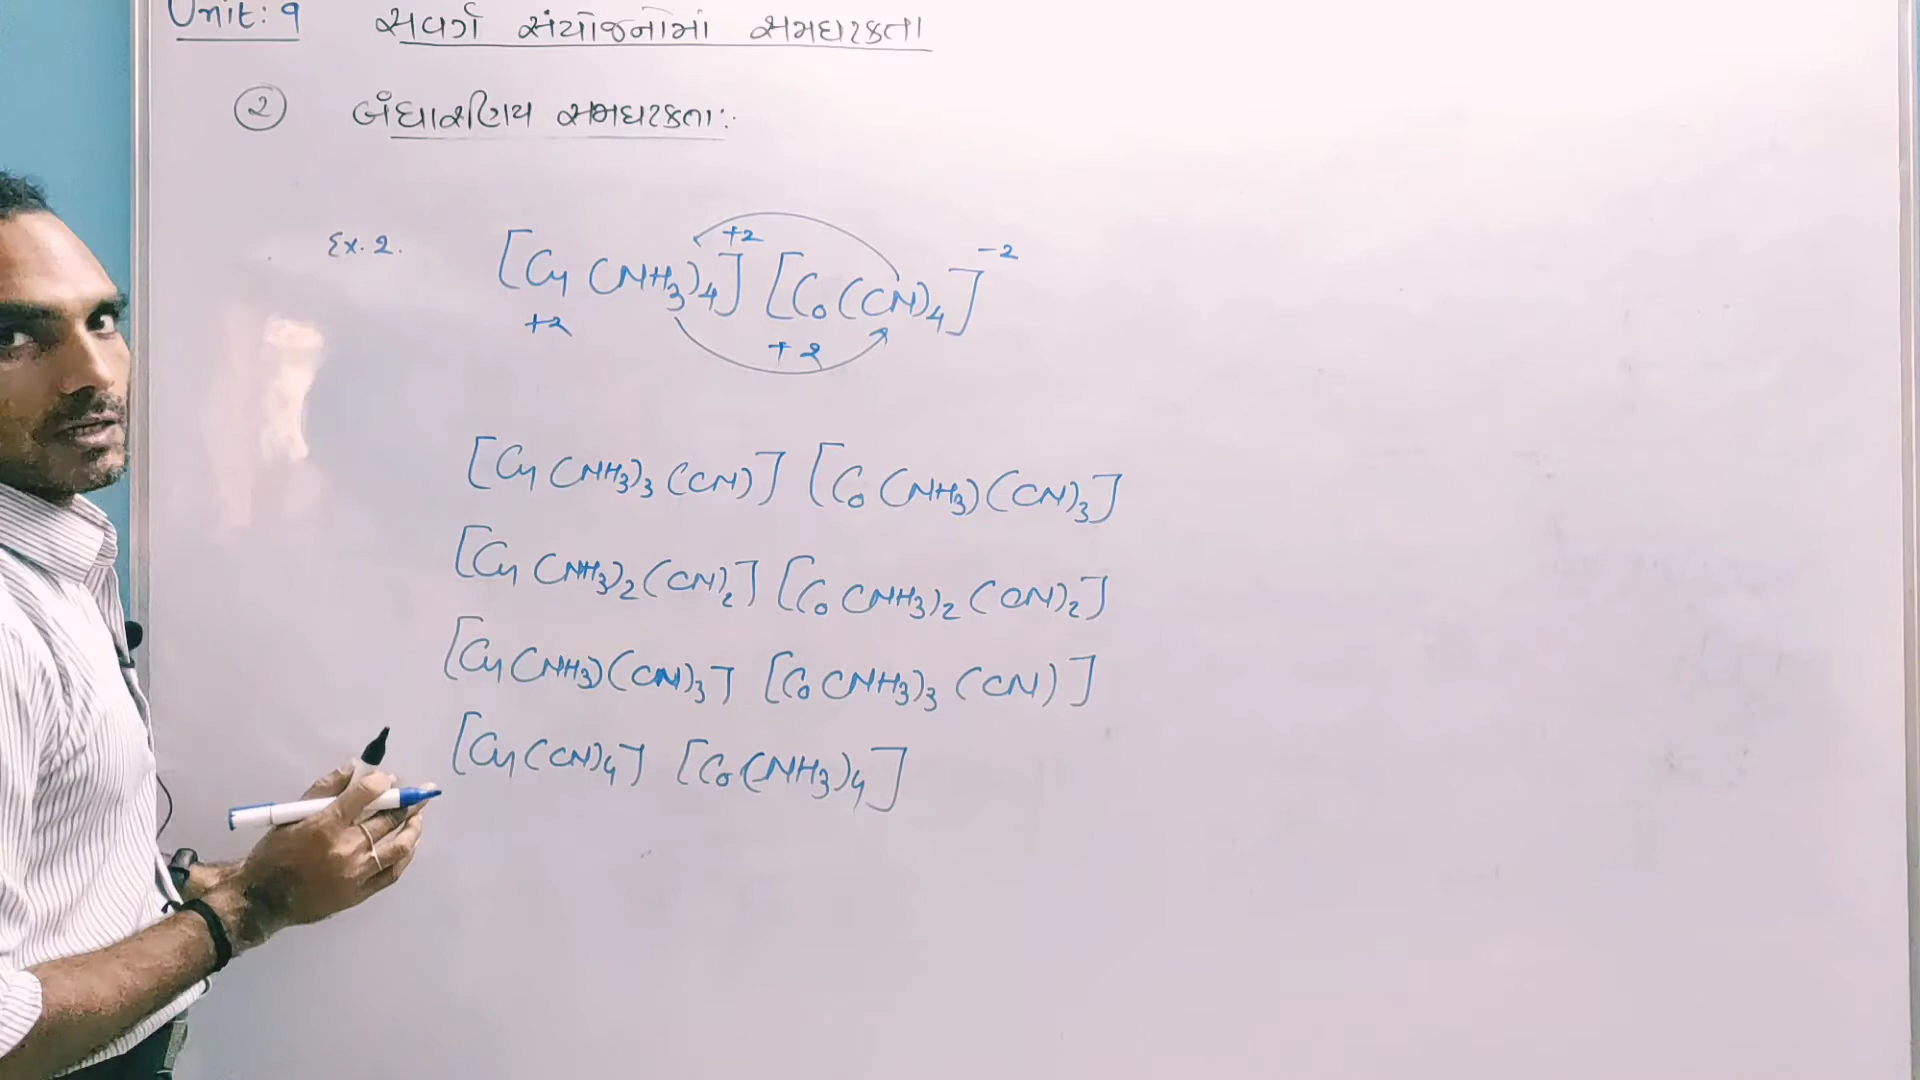 Unit: ૧ સવર્ગ સંયોજનોમાં સમઘટકતા
૨ બંધારણીય સમઘટકતા:
Ex. 2. [Cu (NH3)4]+2 [Co(CN)4]-2
+2 +2
[Cu (NH3)3 (CN)] [Co (NH3)(CN)3]
[Cu (NH3)2 (CN)2] [Co (NH3)2 (CN)2]
[Cu (NH3)(CN)3] [Co (NH3)3 (CN)]
[Cu (CN)4] [Co (NH3)4]